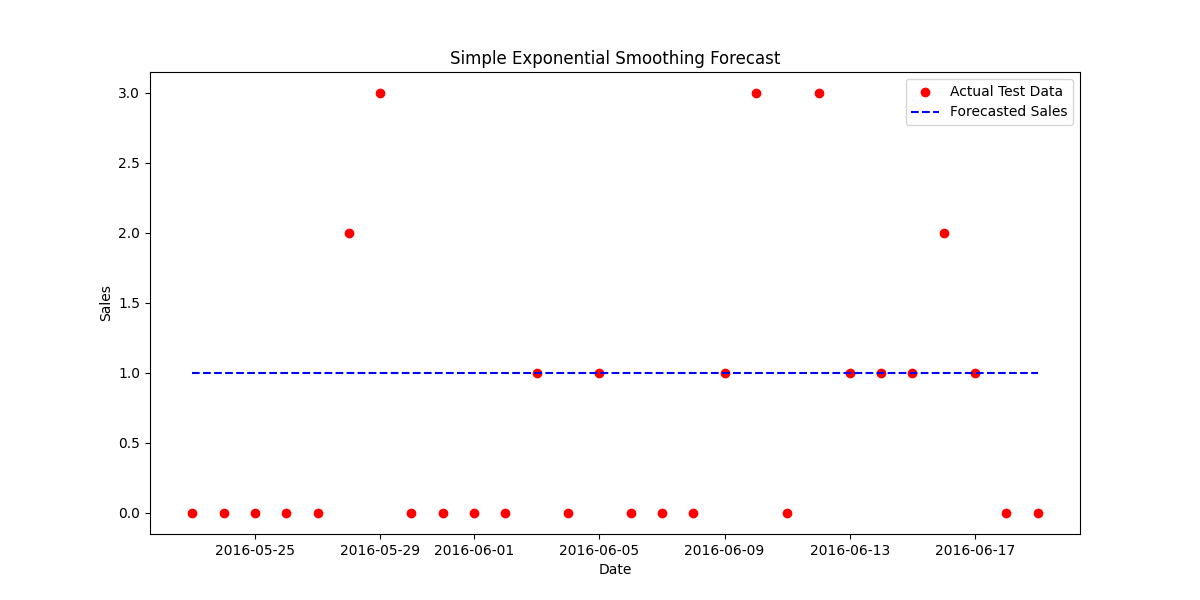 Simple Exponential Smoothing Forecast
Actual Test Data
Forecasted Sales
3.0
2.5
2.0
1.5
1.0
0.5
0.0
Sales
2016-05-25 2016-05-29 2016-06-01 2016-06-05 2016-06-09 2016-06-13 2016-06-17
Date